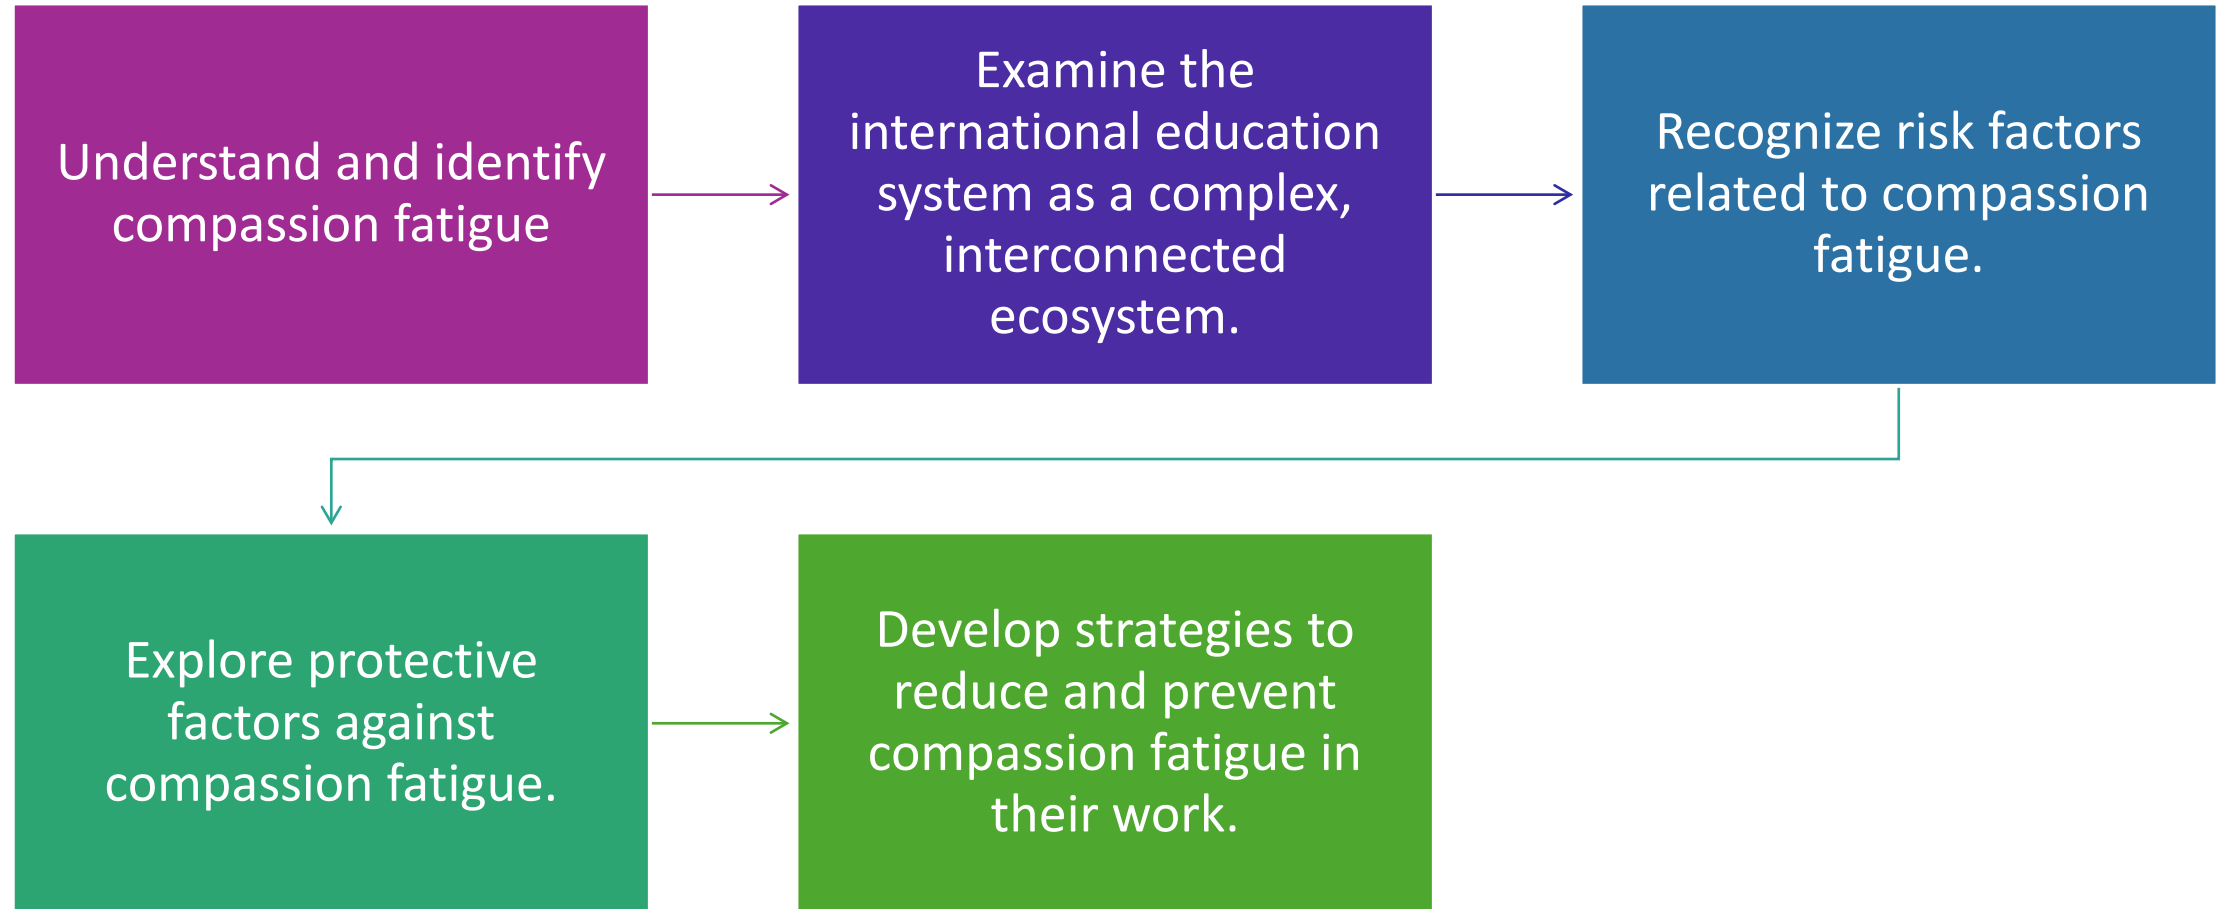 Understand and identify
compassion fatigue
Examine the
international education
system as a complex,
interconnected
ecosystem.
Recognize risk factors
related to compassion
fatigue.
Explore protective
factors against
compassion fatigue.
Develop strategies to
reduce and prevent
compassion fatigue in
their work.